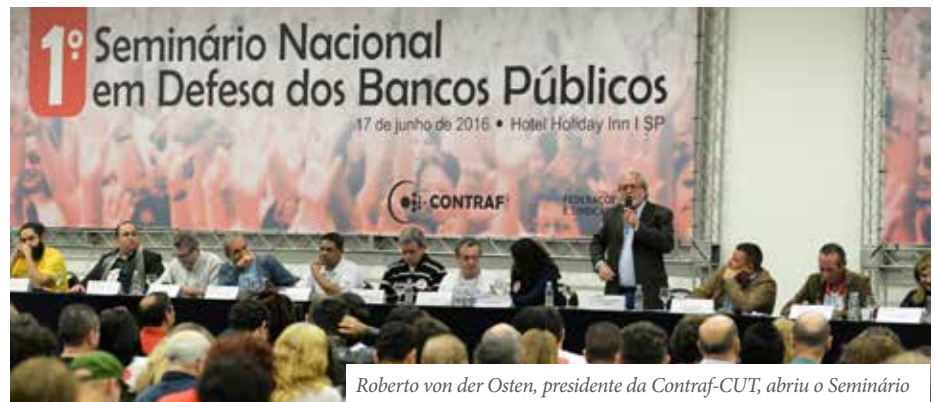 1º Seminário Nacional
em Defesa dos Bancos Públicos
17 de junho de 2016 • Hotel Holiday Inn I SP
CONTRAF
Roberto von der Osten, presidente da Contraf-CUT, abriu o Seminário